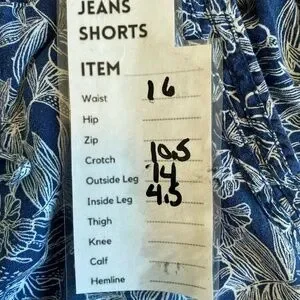 JEANS
SHORTS
ITEM
Waist 16
Hip
Zip
Crotch 10.5
Outside Leg 14
Inside Leg 4.5
Thigh
Knee
Calf
Hemline